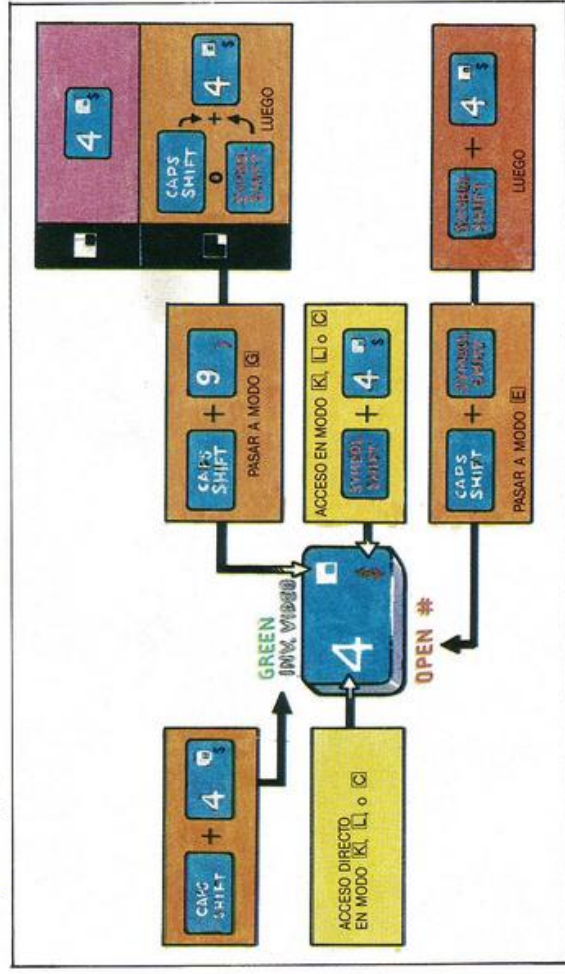 CAPS
SHIFT
+
4
$
GREEN
INV. VIDEO
4
$
OPEN #
ACCESO DIRECTO
EN MODO K, L, o C
CAPS
SHIFT
+
9
)
PASAR A MODO G
4
$
CAPS
SHIFT
o
SYMBOL
SHIFT
+
4
$
LUEGO
ACCESO EN MODO K, L o C
SYMBOL
SHIFT
+
4
$
CAPS
SHIFT
+
SYMBOL
SHIFT
PASAR A MODO E
SYMBOL
SHIFT
+
4
$
LUEGO